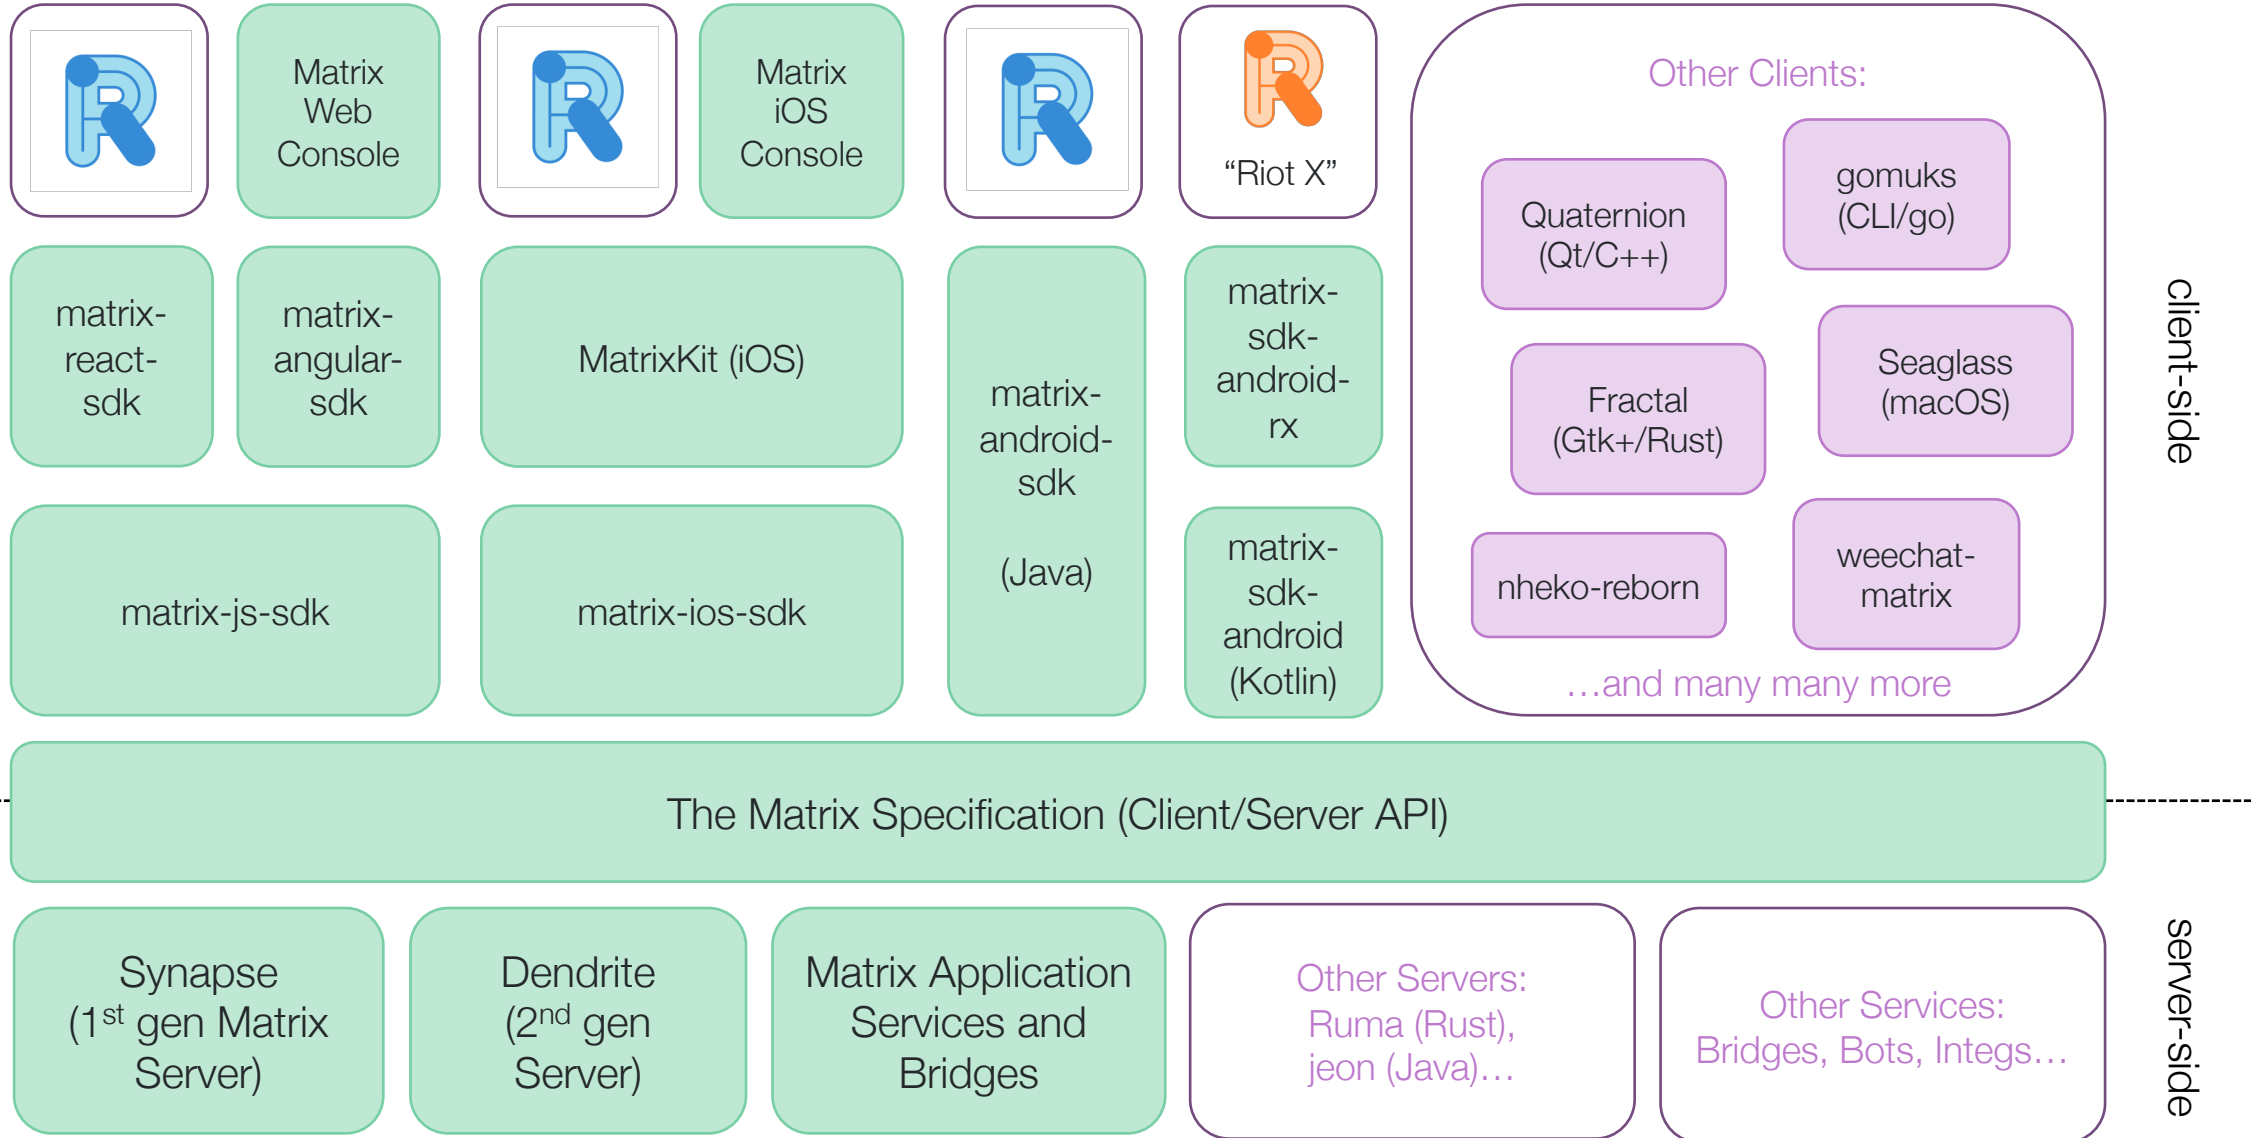 Matrix
Web
Console
Matrix
iOS
Console
“Riot X”
Other Clients:
Quaternion
(Qt/C++)
gomuks
(CLI/go)
Fractal
(Gtk+/Rust)
Seaglass
(macOS)
nheko-reborn
weechat-
matrix
…and many many more
matrix-
react-
sdk
matrix-
angular-
sdk
MatrixKit (iOS)
matrix-
android-
sdk
(Java)
matrix-
sdk-
android-
rx
matrix-js-sdk
matrix-ios-sdk
matrix-
sdk-
android
(Kotlin)
client-side
The Matrix Specification (Client/Server API)
Synapse
(1st gen Matrix
Server)
Dendrite
(2nd gen
Server)
Matrix Application
Services and
Bridges
Other Servers:
Ruma (Rust),
jeon (Java)…
Other Services:
Bridges, Bots, Integs…
server-side